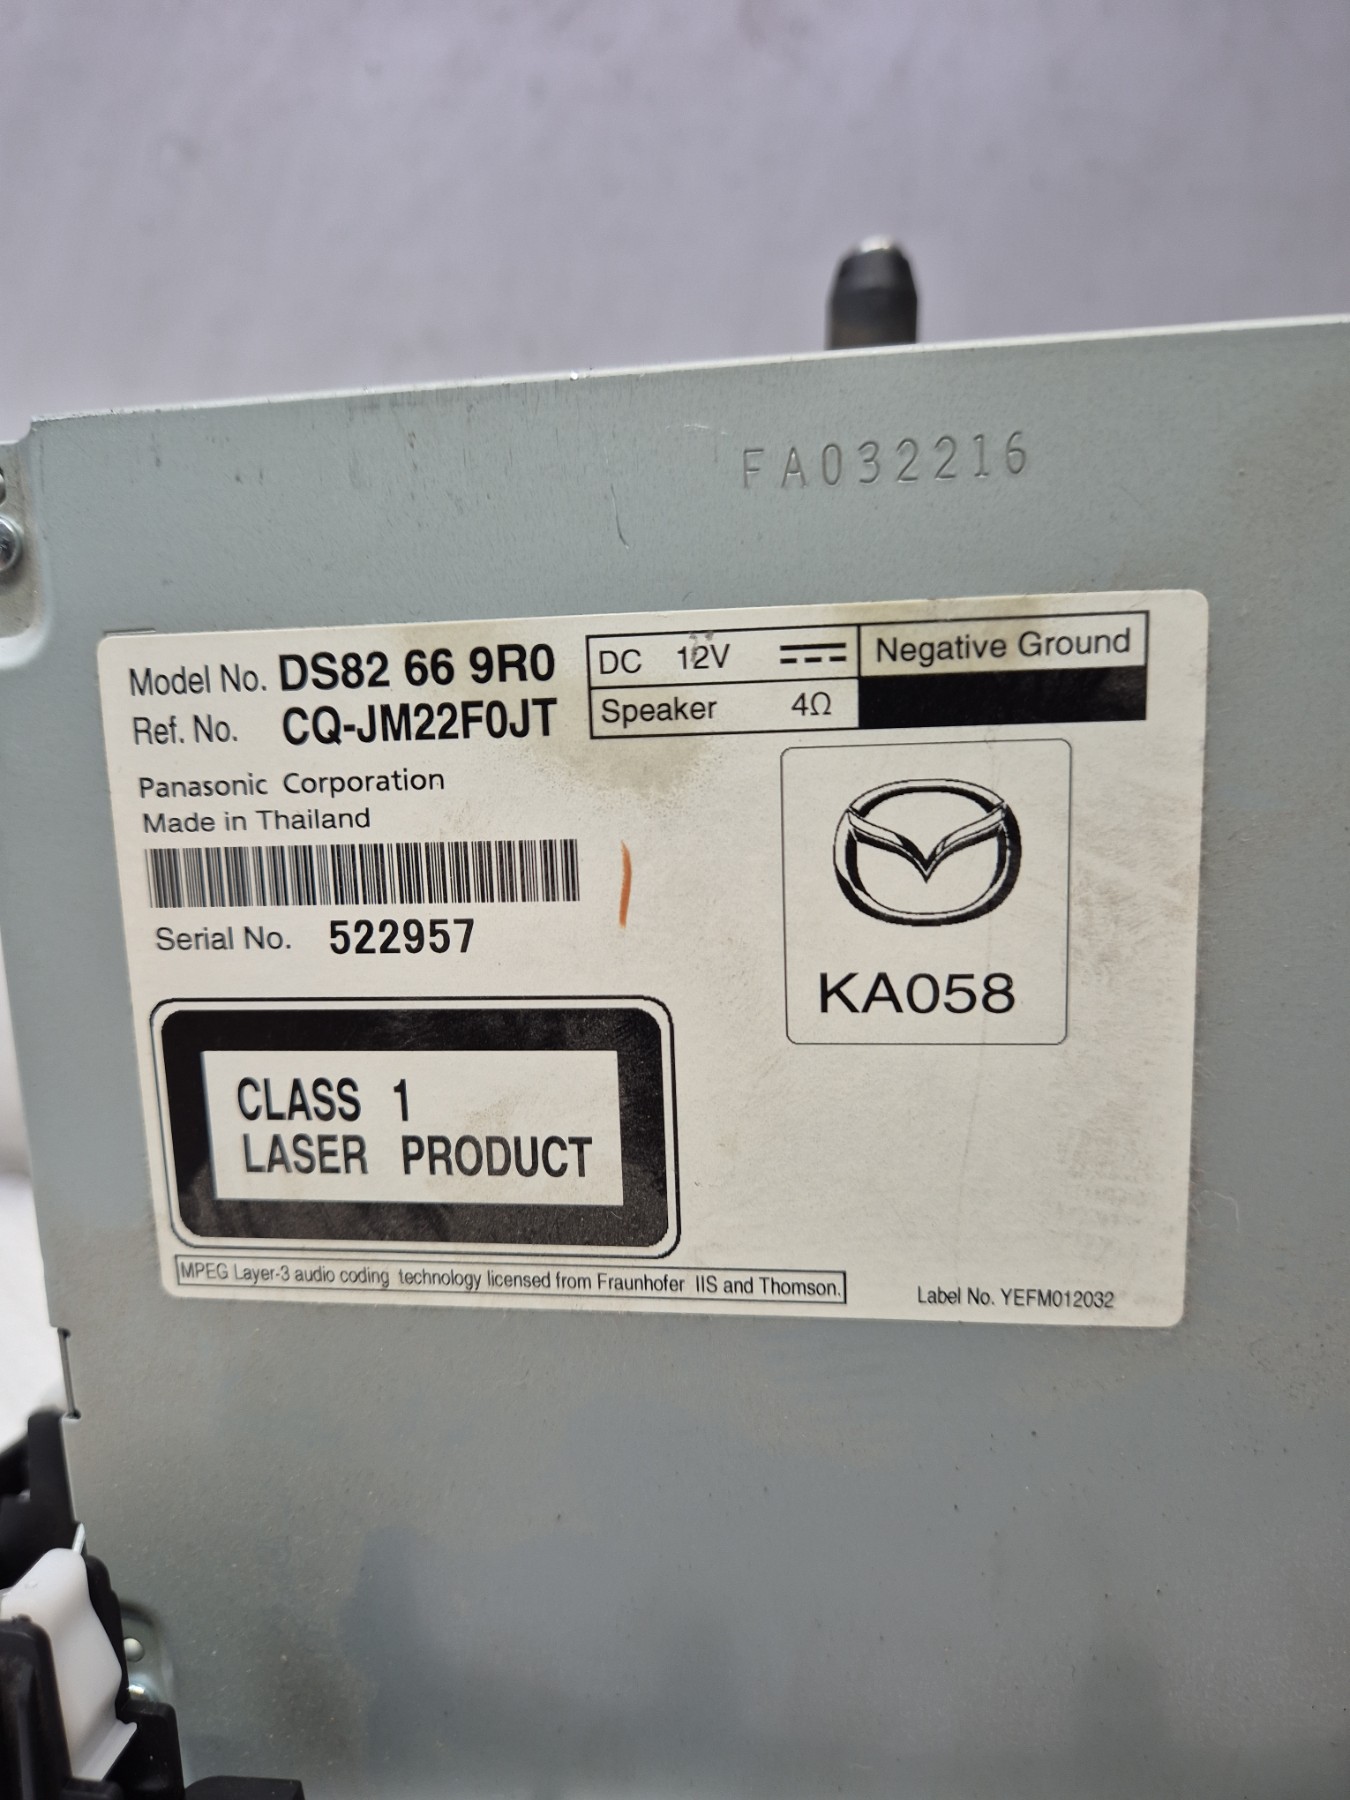 FA032216
Model No. DS82 66 9R0
Ref. No. CQ-JM22F0JT
DC 12V
Negative Ground
Speaker 4Ω
Panasonic Corporation
Made in Thailand
Serial No. 522957
KA058
CLASS 1
LASER PRODUCT
MPEG Layer-3 audio coding technology licensed from Fraunhofer IIS and Thomson.
Label No. YEFM012032